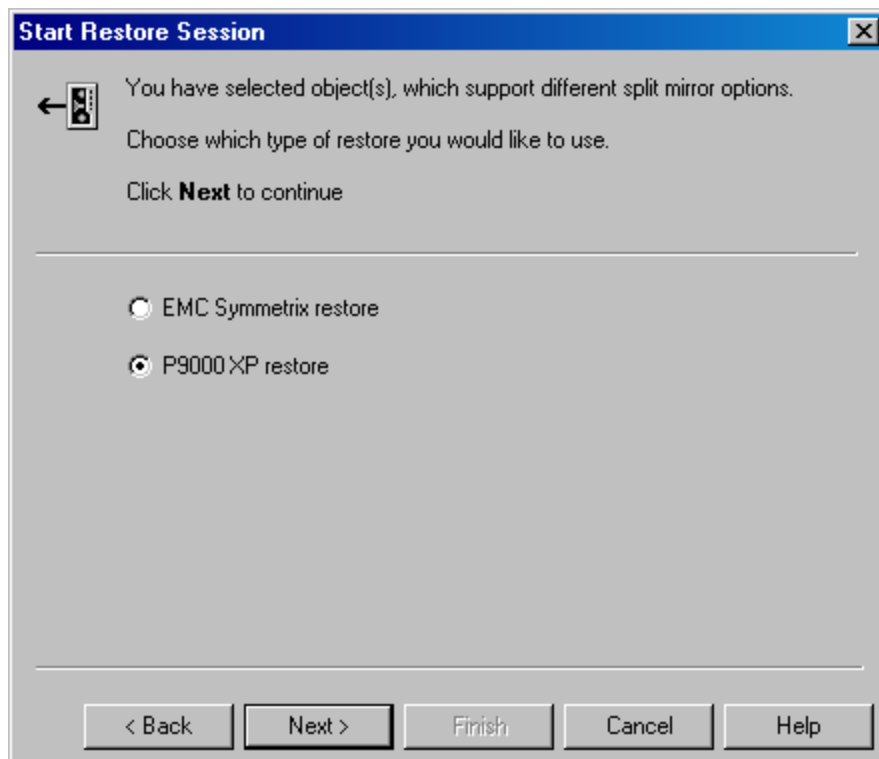 Start Restore Session
You have selected object(s), which support different split mirror options.
Choose which type of restore you would like to use.
Click Next to continue
EMC Symmetrix restore
P9000 XP restore
< Back
Next >
Finish
Cancel
Help